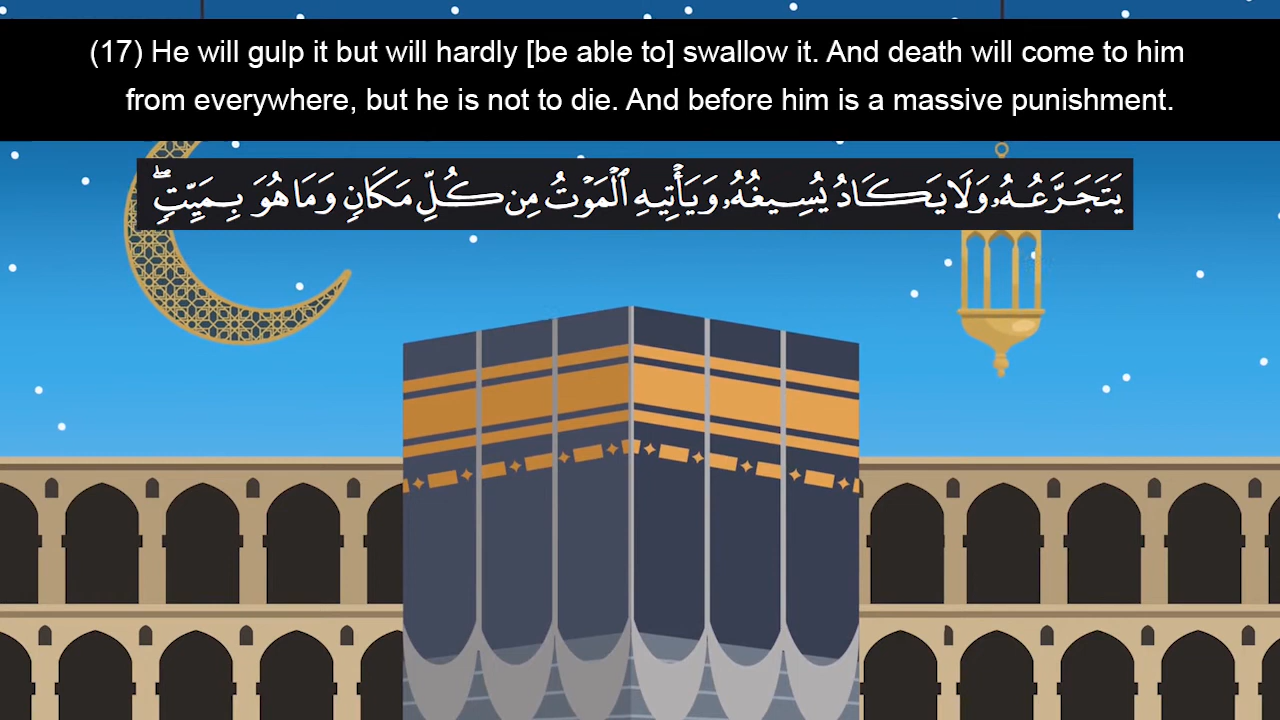 (17) He will gulp it but will hardly [be able to] swallow it. And death will come to him
from everywhere, but he is not to die. And before him is a massive punishment.
يَتَجَرَّعُهُۥ وَلَا يَكَادُ يُسِيغُهُۥ وَيَأۡتِيهِ ٱلۡمَوۡتُ مِن كُلِّ مَكَانٖ وَمَا هُوَ بِمَيِّتٖۖ